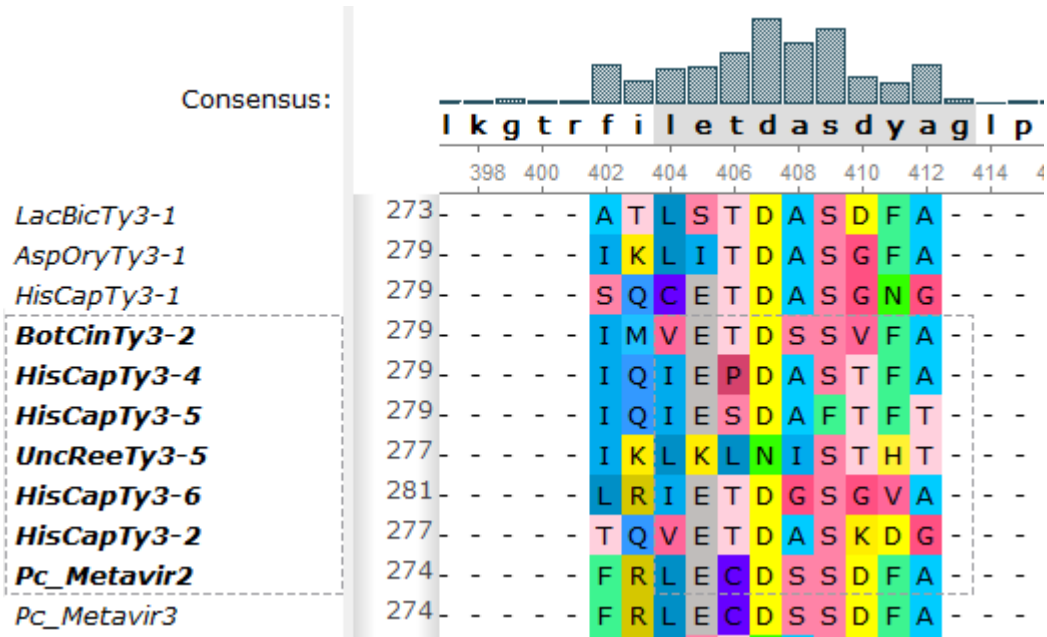 Consensus:
l k g t r f i l e t d a s d y a g l p
398 400 402 404 406 408 410 412 414
LacBicTy3-1 273 - - - - - A T L S T D A S D F A - - -
AspOryTy3-1 279 - - - - - I K L I T D A S G F A - - -
HisCapTy3-1 279 - - - - - S Q C E T D A S G N G - - -
BotCinTy3-2 279 - - - - - I M V E T D S S V F A - - -
HisCapTy3-4 279 - - - - - I Q I E P D A S T F A - - -
HisCapTy3-5 279 - - - - - I Q I E S D A F T F T - - -
UncReeTy3-5 277 - - - - - I K L K L N I S T H T - - -
HisCapTy3-6 281 - - - - - L R I E T D G S G V A - - -
HisCapTy3-2 277 - - - - - T Q V E T D A S K D G - - -
Pc_Metavir2 274 - - - - - F R L E C D S S D F A - - -
Pc_Metavir3 274 - - - - - F R L E C D S S D F A - - -